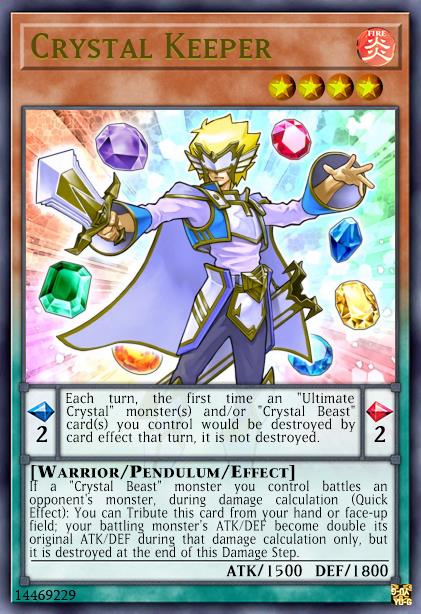 CRYSTAL KEEPER
FIRE
炎
Each turn, the first time an "Ultimate
Crystal" monster(s) and/or "Crystal Beast"
card(s) you control would be destroyed by
card effect that turn, it is not destroyed.
2
2
[WARRIOR/PENDULUM/EFFECT]
If a "Crystal Beast" monster you control battles an
opponent's monster, during damage calculation (Quick
Effect): You can Tribute this card from your hand or face-up
field; your battling monster's ATK/DEF become double its
original ATK/DEF during that damage calculation only, but
it is destroyed at the end of this Damage Step.
ATK/1500 DEF/1800
14469229